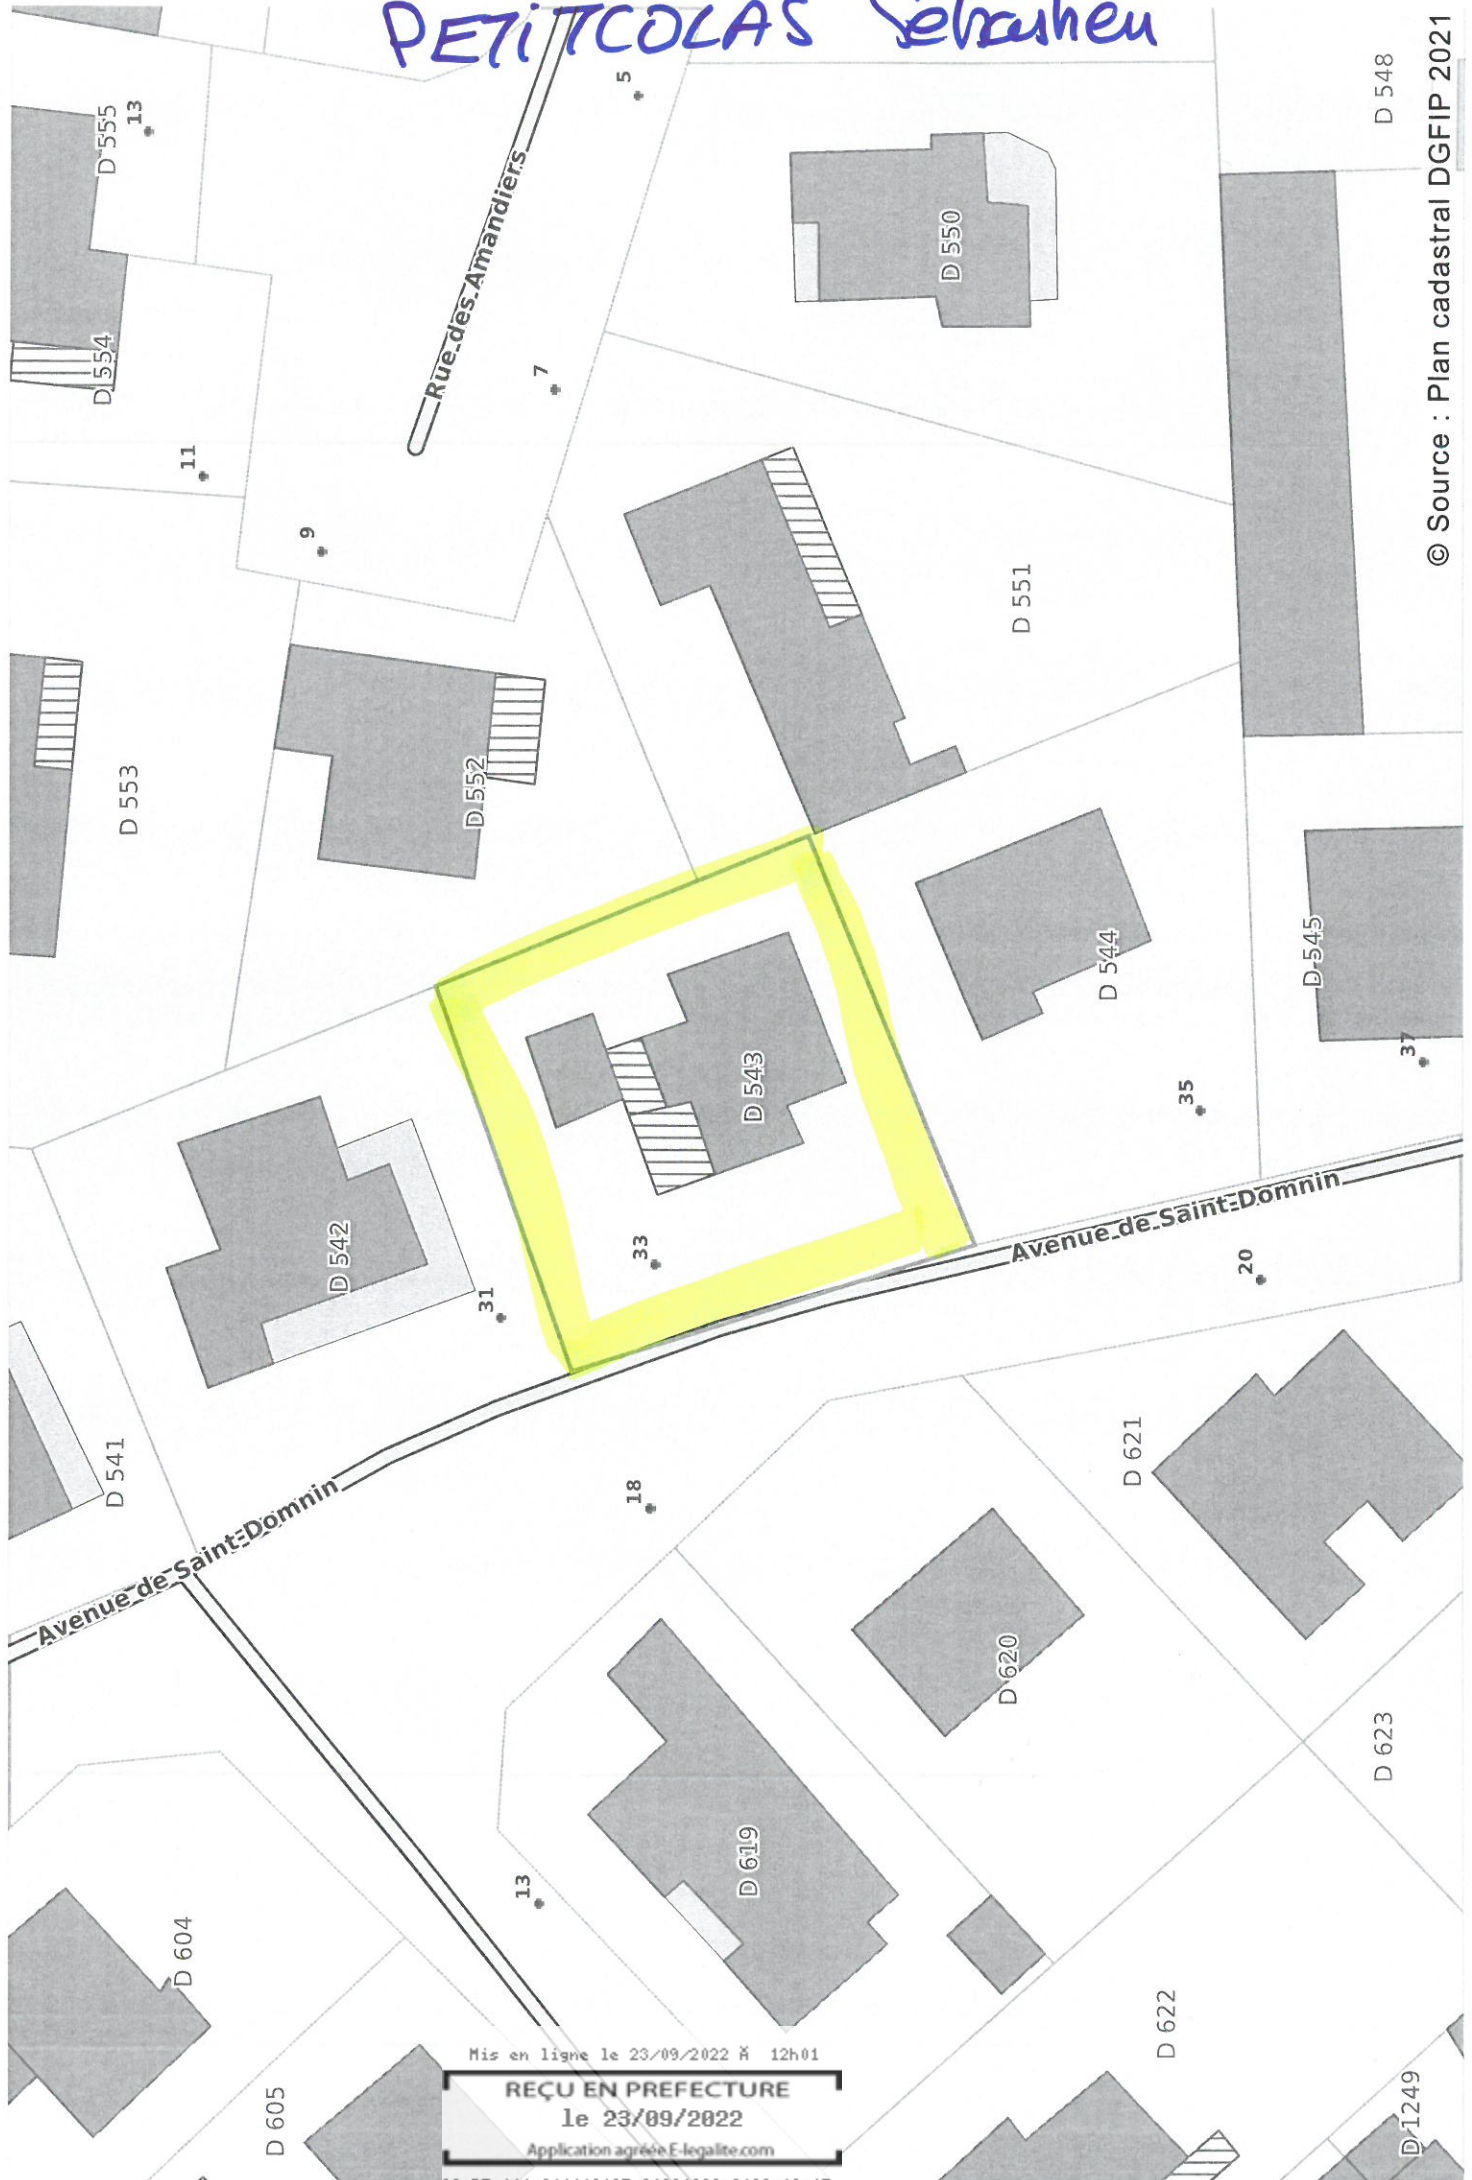 PETITCOLAS Sébastien
5
D 548
D 555
13
© Source : Plan cadastral DGFIP 2021
Rue des Amandiers
D 550
D 554
7
11
9
D 551
D 553
D 552
D 544
D 545
37
D 543
35
D 542
33
31
Avenue de Saint-Domnin
20
D 541
D 621
18
Avenue de Saint-Domnin
D 620
D 623
D 619
13
D 604
D 622
D 605
D 1249
Mis en ligne le 23/09/2022 À 12h01
REÇU EN PREFECTURE
le 23/09/2022
Application agréée E-legalite.com